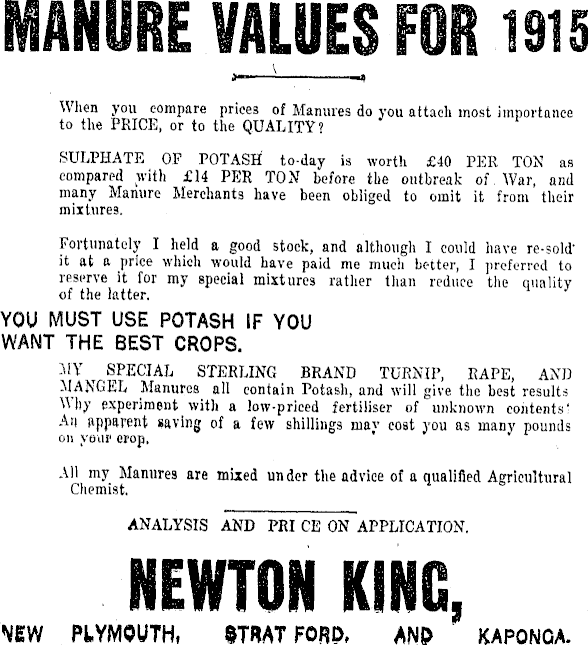 MANURE VALUES FOR 1915
When you compare prices of Manures do you attach most importance
to the PRICE, or to the QUALITY?
SULPHATE OF POTASH to-day is worth £40 PER TON as
compared with £14 PER TON before the outbreak of War, and
many Manure Merchants have been obliged to omit it from their
mixtures.
Fortunately I held a good stock, and although I could have re-sold
it at a price which would have paid me much better, I preferred to
reserve it for my special mixtures rather than reduce the quality
of the latter.
YOU MUST USE POTASH IF YOU
WANT THE BEST CROPS.
MY SPECIAL STERLING BRAND TURNIP, RAPE, AND
MANGEL Manures all contain Potash, and will give the best results
Why experiment with a low-priced fertiliser of unknown contents?
An apparent saving of a few shillings may cost you as many pounds
on your crop.
All my Manures are mixed under the advice of a qualified Agricultural
Chemist.
ANALYSIS AND PRICE ON APPLICATION.
NEWTON KING,
NEW PLYMOUTH, STRATFORD. AND KAPONGA.